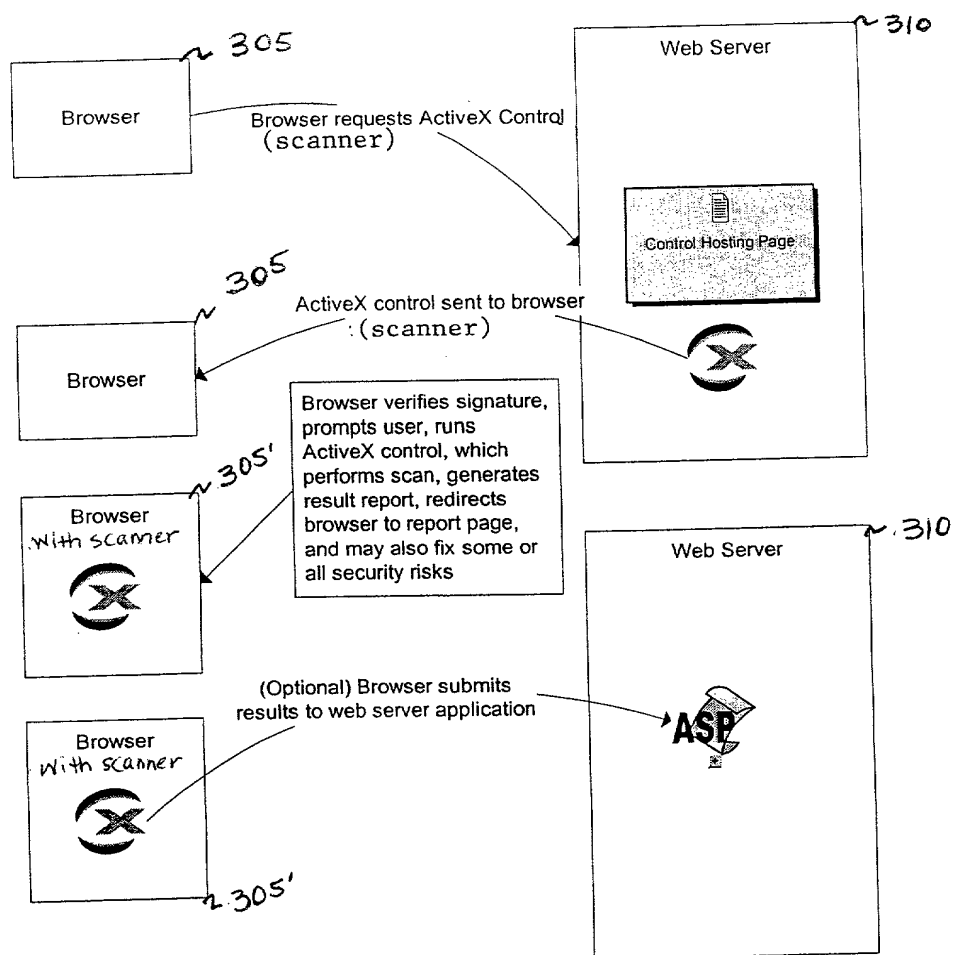 305
Browser
310
Web Server
Browser requests ActiveX Control
(scanner)
Control Hosting Page
305
Browser
ActiveX control sent to browser
(scanner)
X
Browser verifies signature,
prompts user, runs
ActiveX control, which
performs scan, generates
result report, redirects
browser to report page,
and may also fix some or
all security risks
305'
Browser
with scanner
X
310
Web Server
(Optional) Browser submits
results to web server application
ASP
Browser
with scanner
X
305'